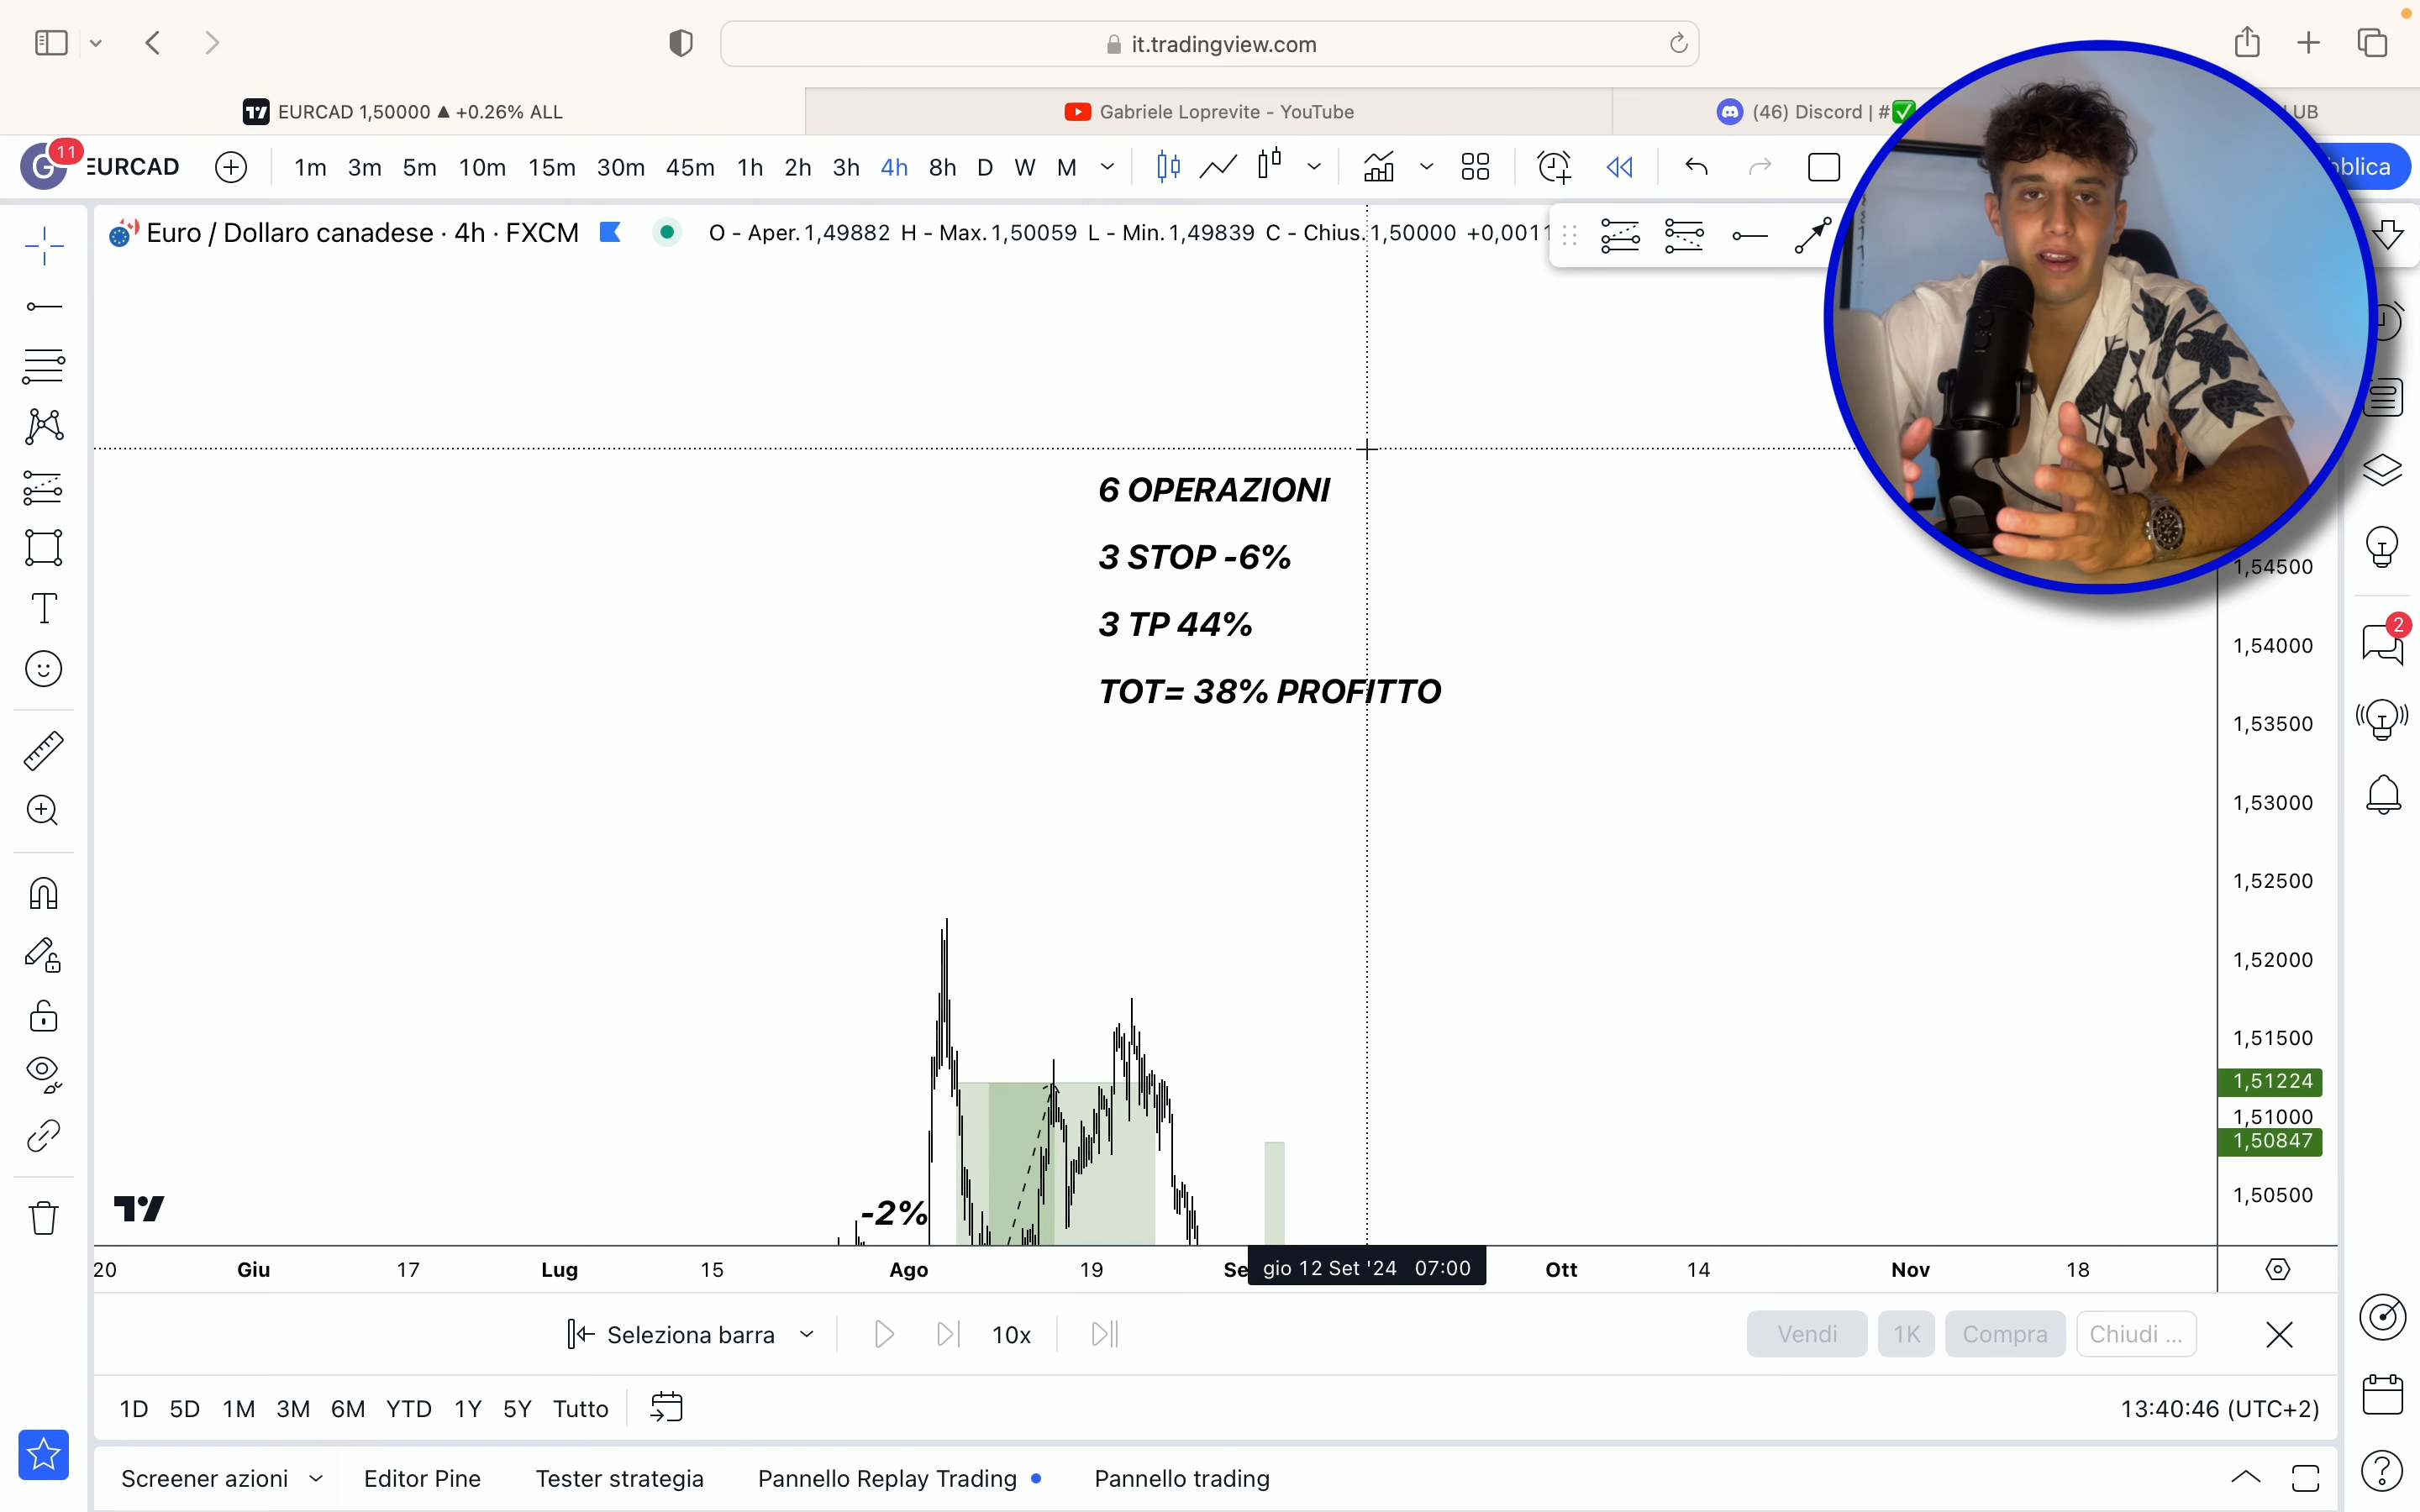 it.tradingview.com
EURCAD 1,50000 ▲ +0.26% ALL
Gabriele Loprevite - YouTube
(46) Discord | #✅
LUB
G
11
EURCAD
1m 3m 5m 10m 15m 30m 45m 1h 2h 3h 4h 8h D W M
Euro / Dollaro canadese · 4h · FXCM
O - Aper. 1,49882 H - Max. 1,50059 L - Min. 1,49839 C - Chius. 1,50000 +0,0011
6 OPERAZIONI
3 STOP -6%
3 TP 44%
TOT= 38% PROFITTO
-2%
1,54500
1,54000
2
1,53500
1,53000
1,52500
1,52000
1,51500
1,51224
1,51000
1,50847
1,50500
20 Giu 17 Lug 15 Ago 19 Se gio 12 Set '24 07:00 Ott 14 Nov 18
Seleziona barra 10x Vendi 1K Compra Chiudi ...
1D 5D 1M 3M 6M YTD 1Y 5Y Tutto 13:40:46 (UTC+2)
Screener azioni Editor Pine Tester strategia Pannello Replay Trading Pannello trading